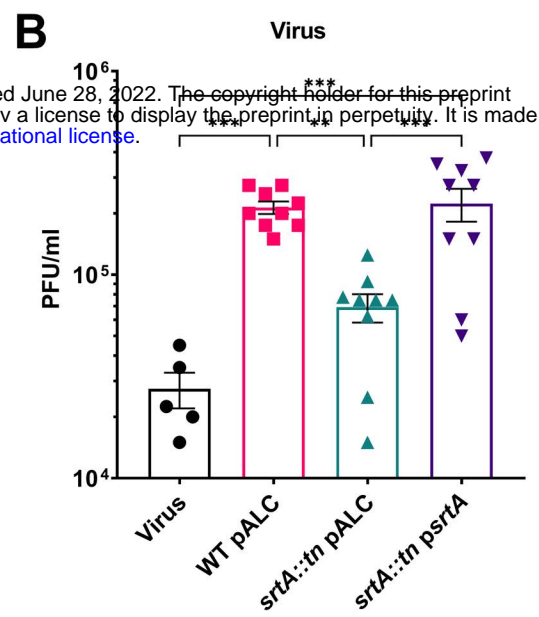 B
Virus
10⁶
ed June 28, 2022. The copyright holder for this preprint
v a license to display the preprint in perpetuity. It is made
ational license.
***
*** ** ***
PFU/ml
10⁵
10⁴
Virus
WT pALC
srtA::tn pALC
srtA::tn psrtA